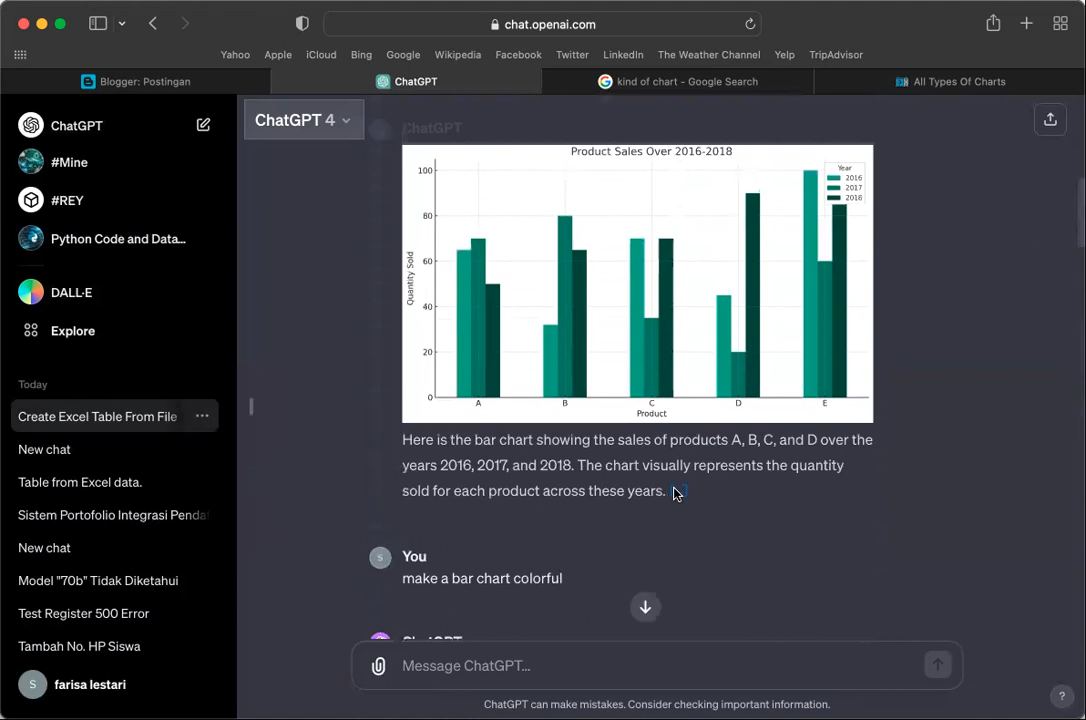 chat.openai.com
Yahoo Apple iCloud Bing Google Wikipedia Facebook Twitter LinkedIn The Weather Channel Yelp TripAdvisor
Blogger: Postingan
ChatGPT
kind of chart - Google Search
All Types Of Charts
ChatGPT
#Mine
#REY
Python Code and Data...
DALL·E
Explore
Today
Create Excel Table From File
New chat
Table from Excel data.
Sistem Portofolio Integrasi Penda
New chat
Model "70b" Tidak Diketahui
Test Register 500 Error
Tambah No. HP Siswa
S
farisa lestari
ChatGPT 4
ChatGPT
Product Sales Over 2016-2018
Year
2016
2017
2018
100
80
60
40
20
0
Quantity Sold
A B C D E
Product
Here is the bar chart showing the sales of products A, B, C, and D over the
years 2016, 2017, and 2018. The chart visually represents the quantity
sold for each product across these years.
S
You
make a bar chart colorful
ChatGPT
Message ChatGPT...
ChatGPT can make mistakes. Consider checking important information.
?